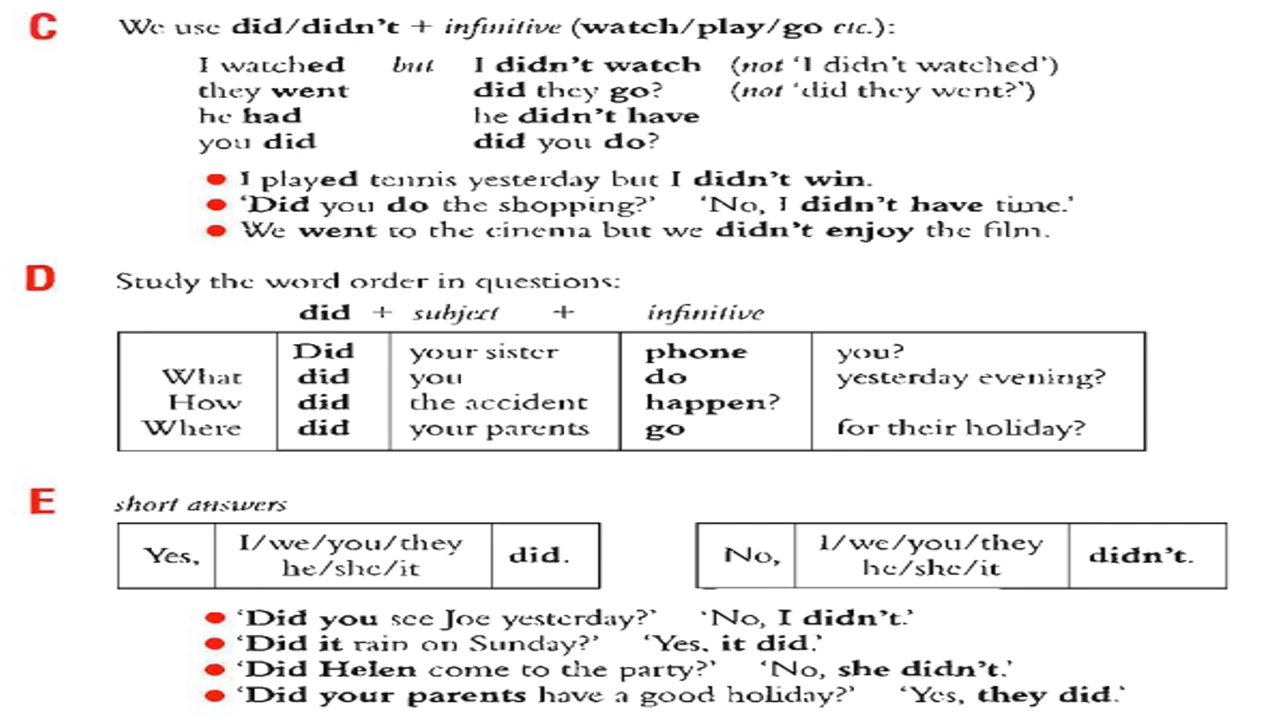 C We use did/didn't + infinitive (watch/play/go etc.):
I watched but I didn't watch (not 'I didn't watched')
they went did they go? (not 'did they went?')
he had he didn't have
you did did you do?
• I played tennis yesterday but I didn't win.
• 'Did you do the shopping?' 'No, I didn't have time.'
• We went to the cinema but we didn't enjoy the film.
D Study the word order in questions:
did + subject + infinitive
Did your sister phone you?
What did you do yesterday evening?
How did the accident happen?
Where did your parents go for their holiday?
E short answers
Yes, I/we/you/they he/she/it did.
No, I/we/you/they he/she/it didn't.
• 'Did you see Joe yesterday?' 'No, I didn't.'
• 'Did it rain on Sunday?' 'Yes, it did.'
• 'Did Helen come to the party?' 'No, she didn't.'
• 'Did your parents have a good holiday?' 'Yes, they did.'